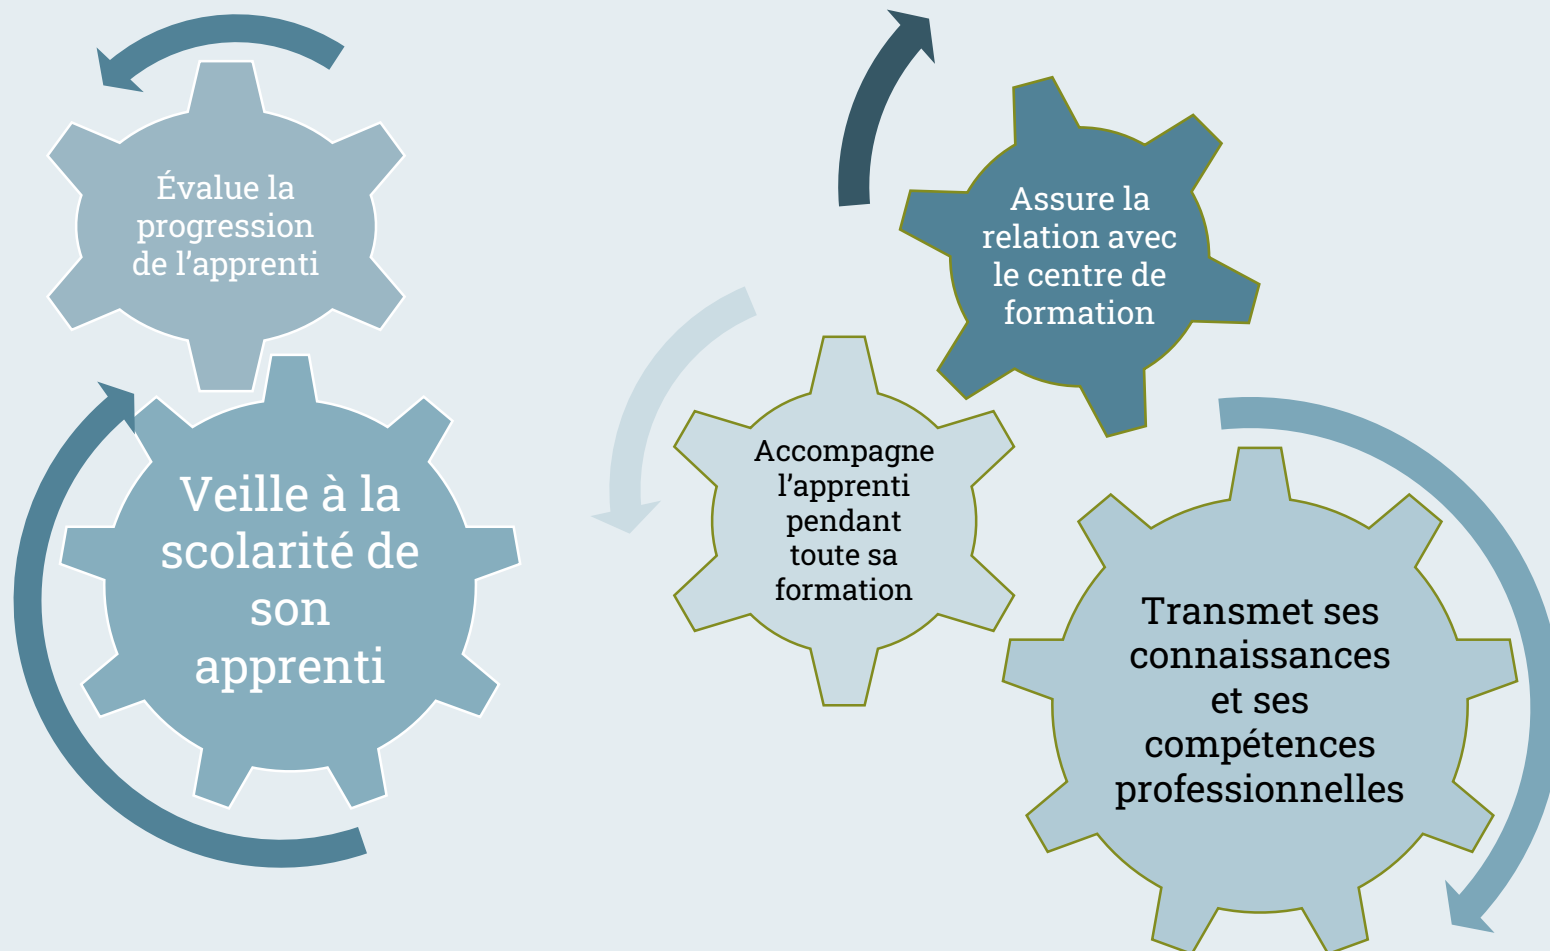 Évalue la
progression
de l’apprenti
Veille à la
scolarité de
son
apprenti
Assure la
relation avec
le centre de
formation
Accompagne
l’apprenti
pendant
toute sa
formation
Transmet ses
connaissances
et ses
compétences
professionnelles